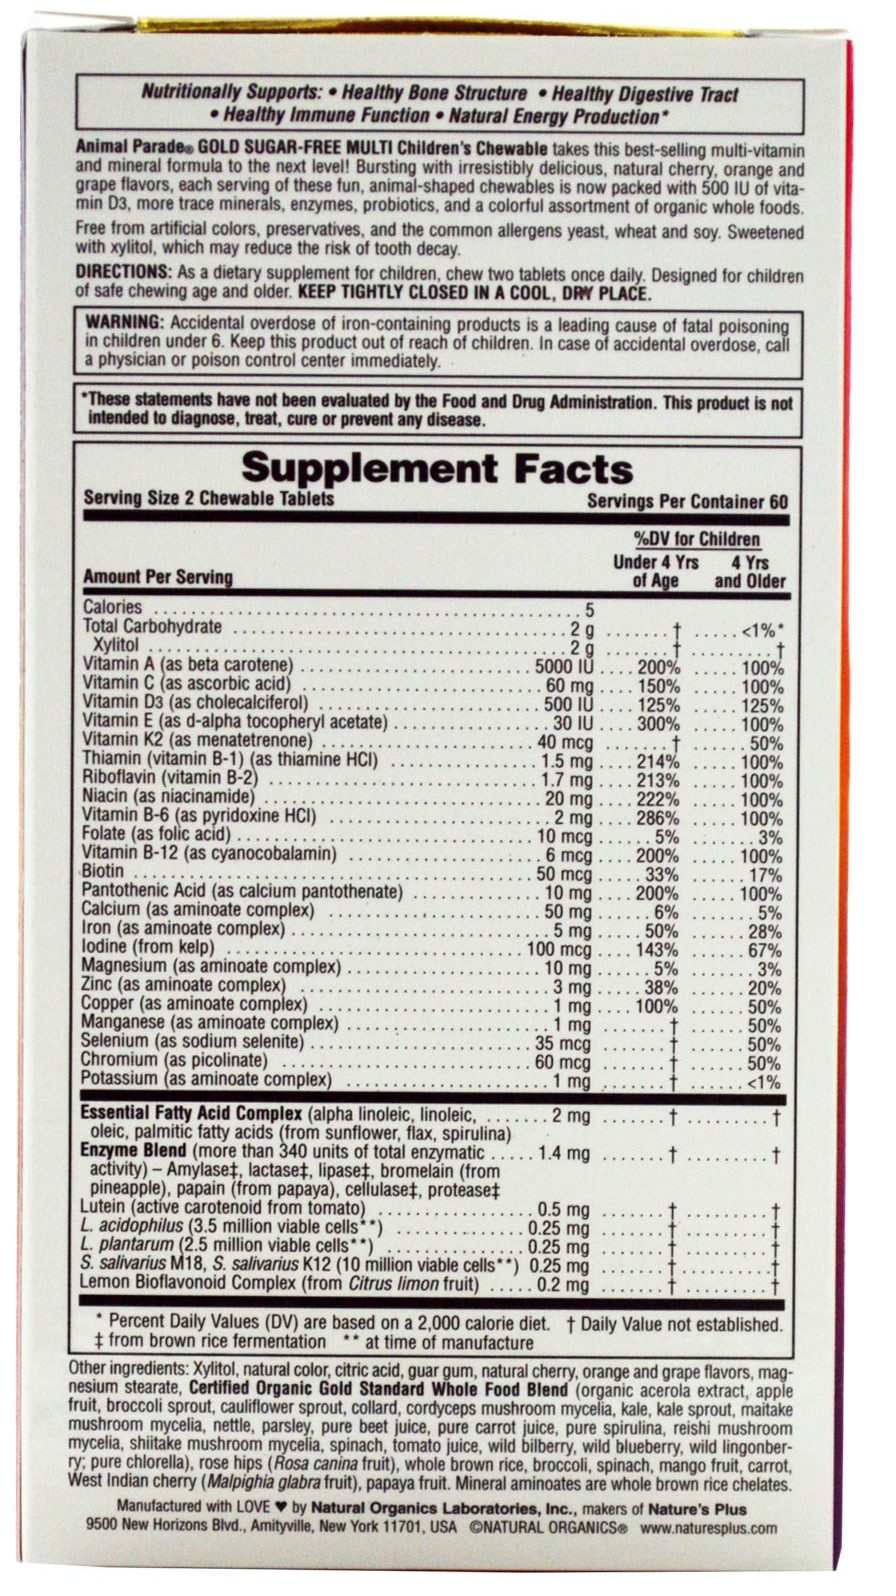 Nutritionally Supports: • Healthy Bone Structure • Healthy Digestive Tract
• Healthy Immune Function • Natural Energy Production*
Animal Parade® GOLD SUGAR-FREE MULTI Children's Chewable takes this best-selling multi-vitamin
and mineral formula to the next level! Bursting with irresistibly delicious, natural cherry, orange and
grape flavors, each serving of these fun, animal-shaped chewables is now packed with 500 IU of vita-
min D3, more trace minerals, enzymes, probiotics, and a colorful assortment of organic whole foods.
Free from artificial colors, preservatives, and the common allergens yeast, wheat and soy. Sweetened
with xylitol, which may reduce the risk of tooth decay.
DIRECTIONS: As a dietary supplement for children, chew two tablets once daily. Designed for children
of safe chewing age and older. KEEP TIGHTLY CLOSED IN A COOL, DRY PLACE.
WARNING: Accidental overdose of iron-containing products is a leading cause of fatal poisoning
in children under 6. Keep this product out of reach of children. In case of accidental overdose, call
a physician or poison control center immediately.
*These statements have not been evaluated by the Food and Drug Administration. This product is not
intended to diagnose, treat, cure or prevent any disease.
Supplement Facts
Serving Size 2 Chewable Tablets Servings Per Container 60
%DV for Children
Under 4 Yrs 4 Yrs
Amount Per Serving of Age and Older
Calories 5
Total Carbohydrate 2 g † <1%*
Xylitol 2 g † †
Vitamin A (as beta carotene) 5000 IU 200% 100%
Vitamin C (as ascorbic acid) 60 mg 150% 100%
Vitamin D3 (as cholecalciferol) 500 IU 125% 125%
Vitamin E (as d-alpha tocopheryl acetate) 30 IU 300% 100%
Vitamin K2 (as menatetrenone) 40 mcg † 50%
Thiamin (vitamin B-1) (as thiamine HCl) 1.5 mg 214% 100%
Riboflavin (vitamin B-2) 1.7 mg 213% 100%
Niacin (as niacinamide) 20 mg 222% 100%
Vitamin B-6 (as pyridoxine HCl) 2 mg 286% 100%
Folate (as folic acid) 10 mcg 5% 3%
Vitamin B-12 (as cyanocobalamin) 6 mcg 200% 100%
Biotin 50 mcg 33% 17%
Pantothenic Acid (as calcium pantothenate) 10 mg 200% 100%
Calcium (as aminoate complex) 50 mg 6% 5%
Iron (as aminoate complex) 5 mg 50% 28%
Iodine (from kelp) 100 mcg 143% 67%
Magnesium (as aminoate complex) 10 mg 5% 3%
Zinc (as aminoate complex) 3 mg 38% 20%
Copper (as aminoate complex) 1 mg 100% 50%
Manganese (as aminoate complex) 1 mg † 50%
Selenium (as sodium selenite) 35 mcg † 50%
Chromium (as picolinate) 60 mcg † 50%
Potassium (as aminoate complex) 1 mg † <1%
Essential Fatty Acid Complex (alpha linoleic, linoleic, 2 mg † †
oleic, palmitic fatty acids (from sunflower, flax, spirulina)
Enzyme Blend (more than 340 units of total enzymatic 1.4 mg † †
activity) – Amylase‡, lactase‡, lipase‡, bromelain (from
pineapple), papain (from papaya), cellulase‡, protease‡
Lutein (active carotenoid from tomato) 0.5 mg † †
L. acidophilus (3.5 million viable cells**) 0.25 mg † †
L. plantarum (2.5 million viable cells**) 0.25 mg † †
S. salivarius M18, S. salivarius K12 (10 million viable cells**) 0.25 mg † †
Lemon Bioflavonoid Complex (from Citrus limon fruit) 0.2 mg † †
* Percent Daily Values (DV) are based on a 2,000 calorie diet. † Daily Value not established.
‡ from brown rice fermentation ** at time of manufacture
Other ingredients: Xylitol, natural color, citric acid, guar gum, natural cherry, orange and grape flavors, mag-
nesium stearate, Certified Organic Gold Standard Whole Food Blend (organic acerola extract, apple
fruit, broccoli sprout, cauliflower sprout, collard, cordyceps mushroom mycelia, kale, kale sprout, maitake
mushroom mycelia, nettle, parsley, pure beet juice, pure carrot juice, pure spirulina, reishi mushroom
mycelia, shiitake mushroom mycelia, spinach, tomato juice, wild bilberry, wild blueberry, wild lingonber-
ry; pure chlorella), rose hips (Rosa canina fruit), whole brown rice, broccoli, spinach, mango fruit, carrot,
West Indian cherry (Malpighia glabra fruit), papaya fruit. Mineral aminoates are whole brown rice chelates.
Manufactured with LOVE ♥ by Natural Organics Laboratories, Inc., makers of Nature's Plus
9500 New Horizons Blvd., Amityville, New York 11701, USA ©NATURAL ORGANICS® www.naturesplus.com